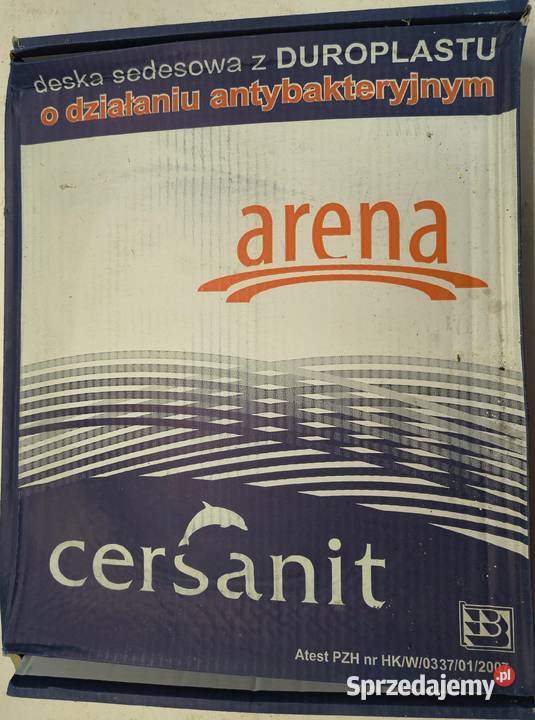 deska sedesowa z DUROPLASTU
o działaniu antybakteryjnym
arena
cersanit
B
Atest PZH nr HK/W/0337/01/2007
Sprzedajemy.pl